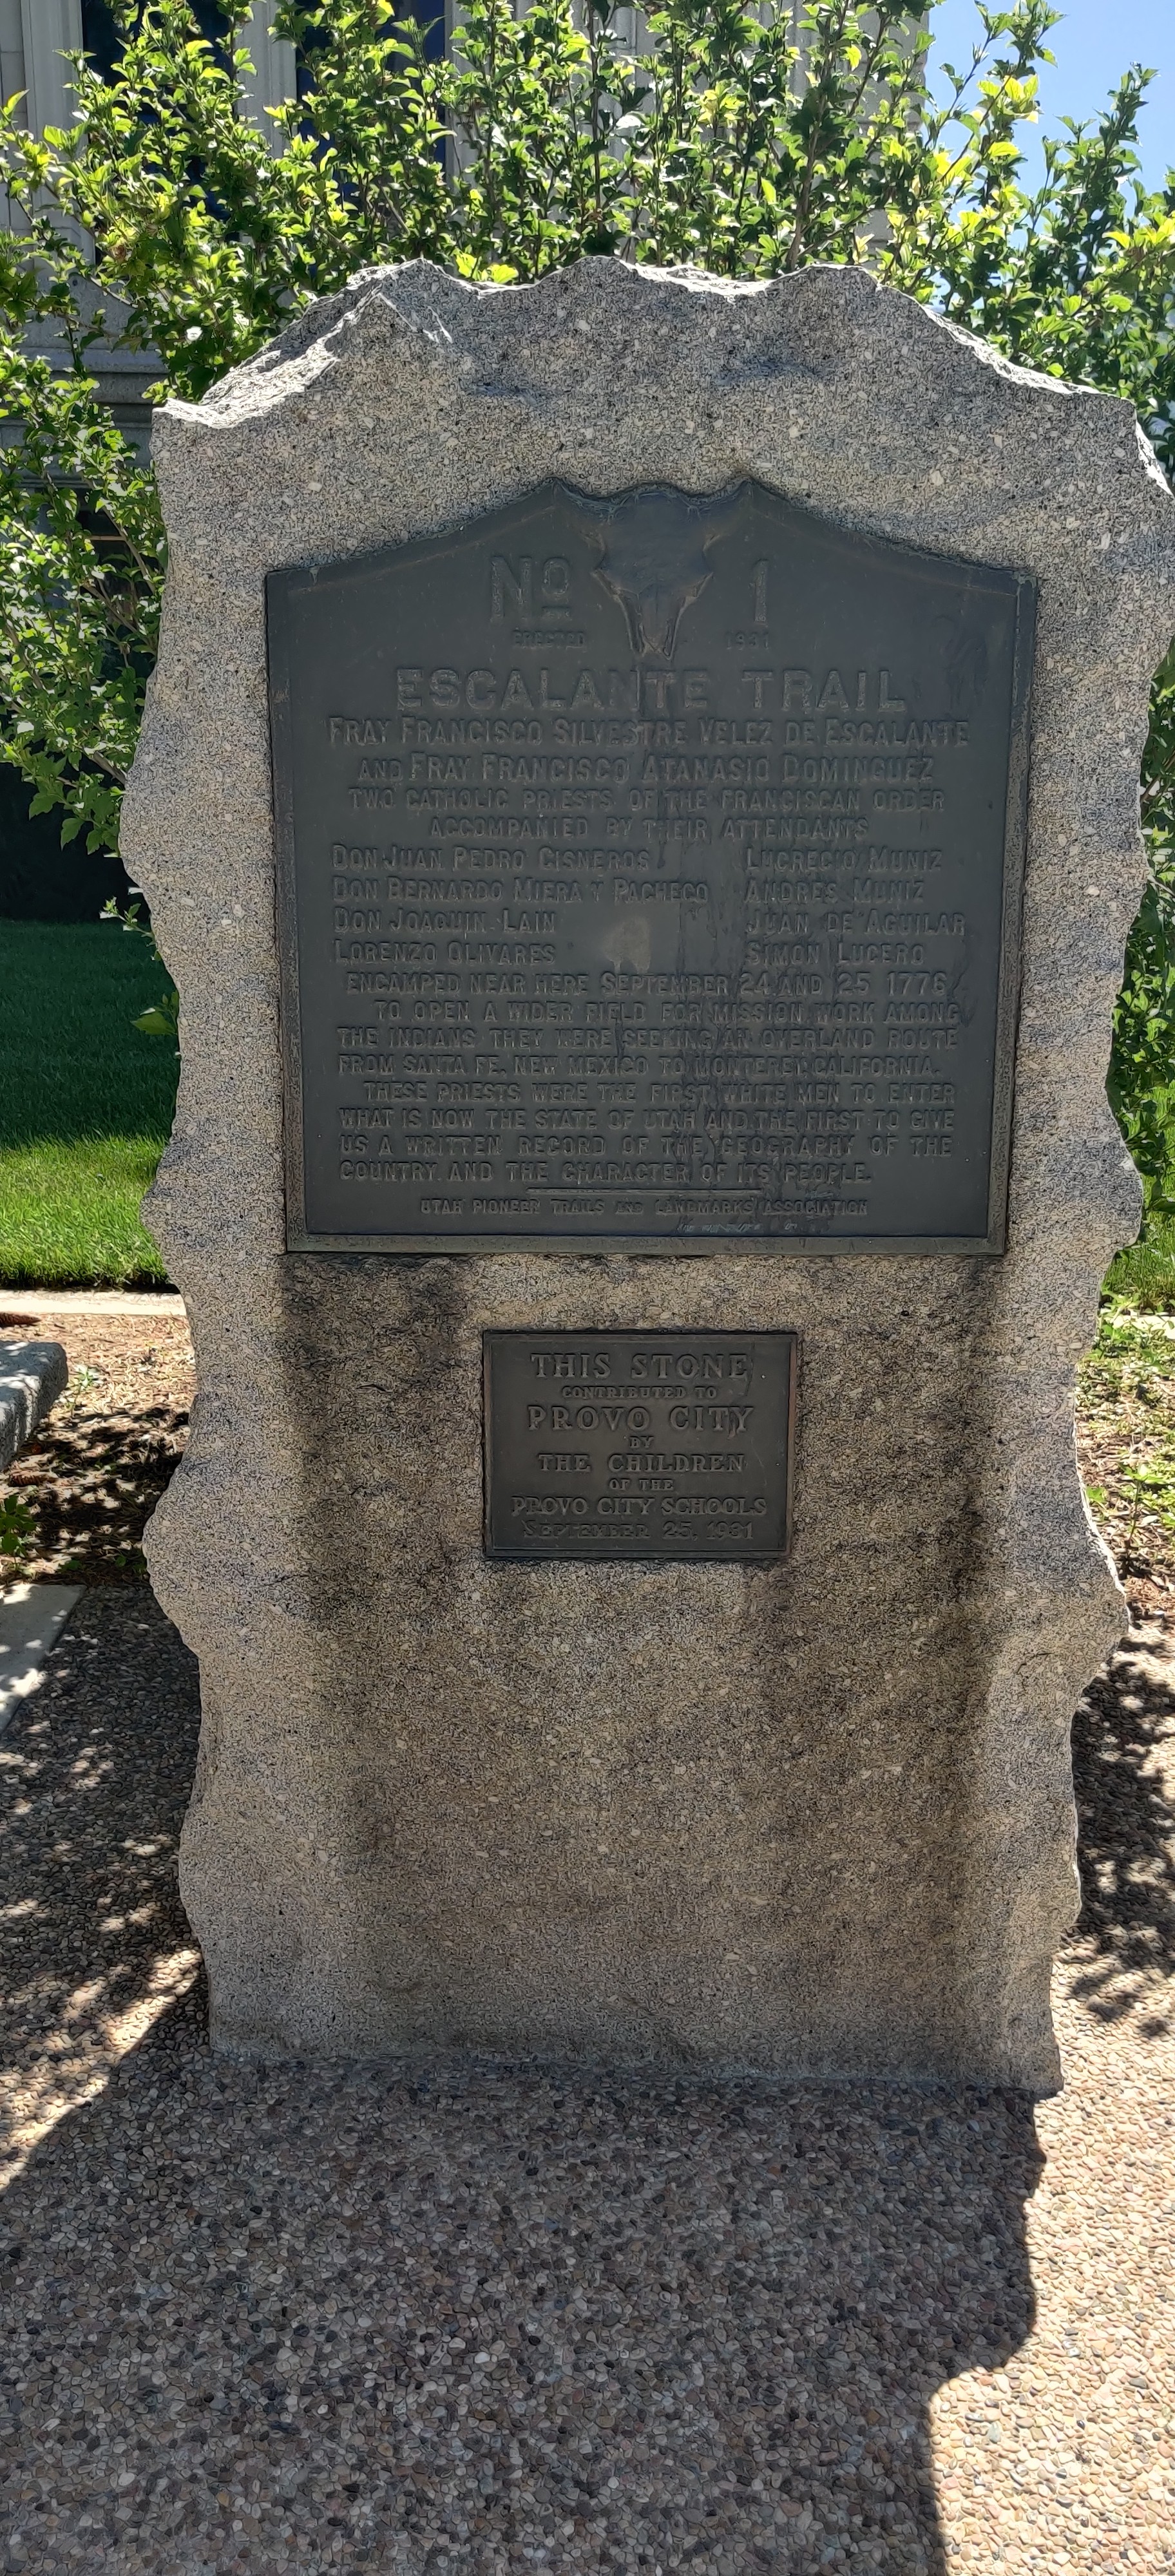 No 1
ERECTED 1931
ESCALANTE TRAIL
FRAY FRANCISCO SILVESTRE VELEZ DE ESCALANTE
AND FRAY FRANCISCO ATANASIO DOMINGUEZ
TWO CATHOLIC PRIESTS OF THE FRANCISCAN ORDER
ACCOMPANIED BY THEIR ATTENDANTS
DON JUAN PEDRO CISNEROS LUCRECIO MUNIZ
DON BERNARDO MIERA Y PACHECO ANDRES MUNIZ
DON JOAQUIN LAIN JUAN DE AGUILAR
LORENZO OLIVARES SIMON LUCERO
ENCAMPED NEAR HERE SEPTEMBER 24 AND 25 1776
TO OPEN A WIDER FIELD FOR MISSION WORK AMONG
THE INDIANS THEY WERE SEEKING AN OVERLAND ROUTE
FROM SANTA FE, NEW MEXICO TO MONTEREY, CALIFORNIA.
THESE PRIESTS WERE THE FIRST WHITE MEN TO ENTER
WHAT IS NOW THE STATE OF UTAH AND THE FIRST TO GIVE
US A WRITTEN RECORD OF THE GEOGRAPHY OF THE
COUNTRY AND THE CHARACTER OF ITS PEOPLE.
UTAH PIONEER TRAILS AND LANDMARKS ASSOCIATION
THIS STONE
CONTRIBUTED TO
PROVO CITY
BY
THE CHILDREN
OF THE
PROVO CITY SCHOOLS
SEPTEMBER 25, 1931